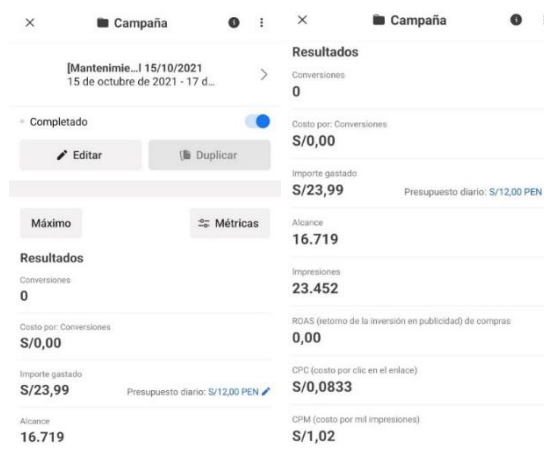 Campaña
[Mantenimie...l 15/10/2021
15 de octubre de 2021 - 17 d...
Completado
Editar
Duplicar
Máximo
Métricas
Resultados
Conversiones
0
Costo por: Conversiones
S/0,00
Importe gastado
S/23,99
Presupuesto diario: S/12,00 PEN
Alcance
16.719
Campaña
Resultados
Conversiones
0
Costo por: Conversiones
S/0,00
Importe gastado
S/23,99
Presupuesto diario: S/12,00 PEN
Alcance
16.719
Impresiones
23.452
ROAS (retorno de la inversión en publicidad) de compras
0,00
CPC (costo por clic en el enlace)
S/0,0833
CPM (costo por mil impresiones)
S/1,02